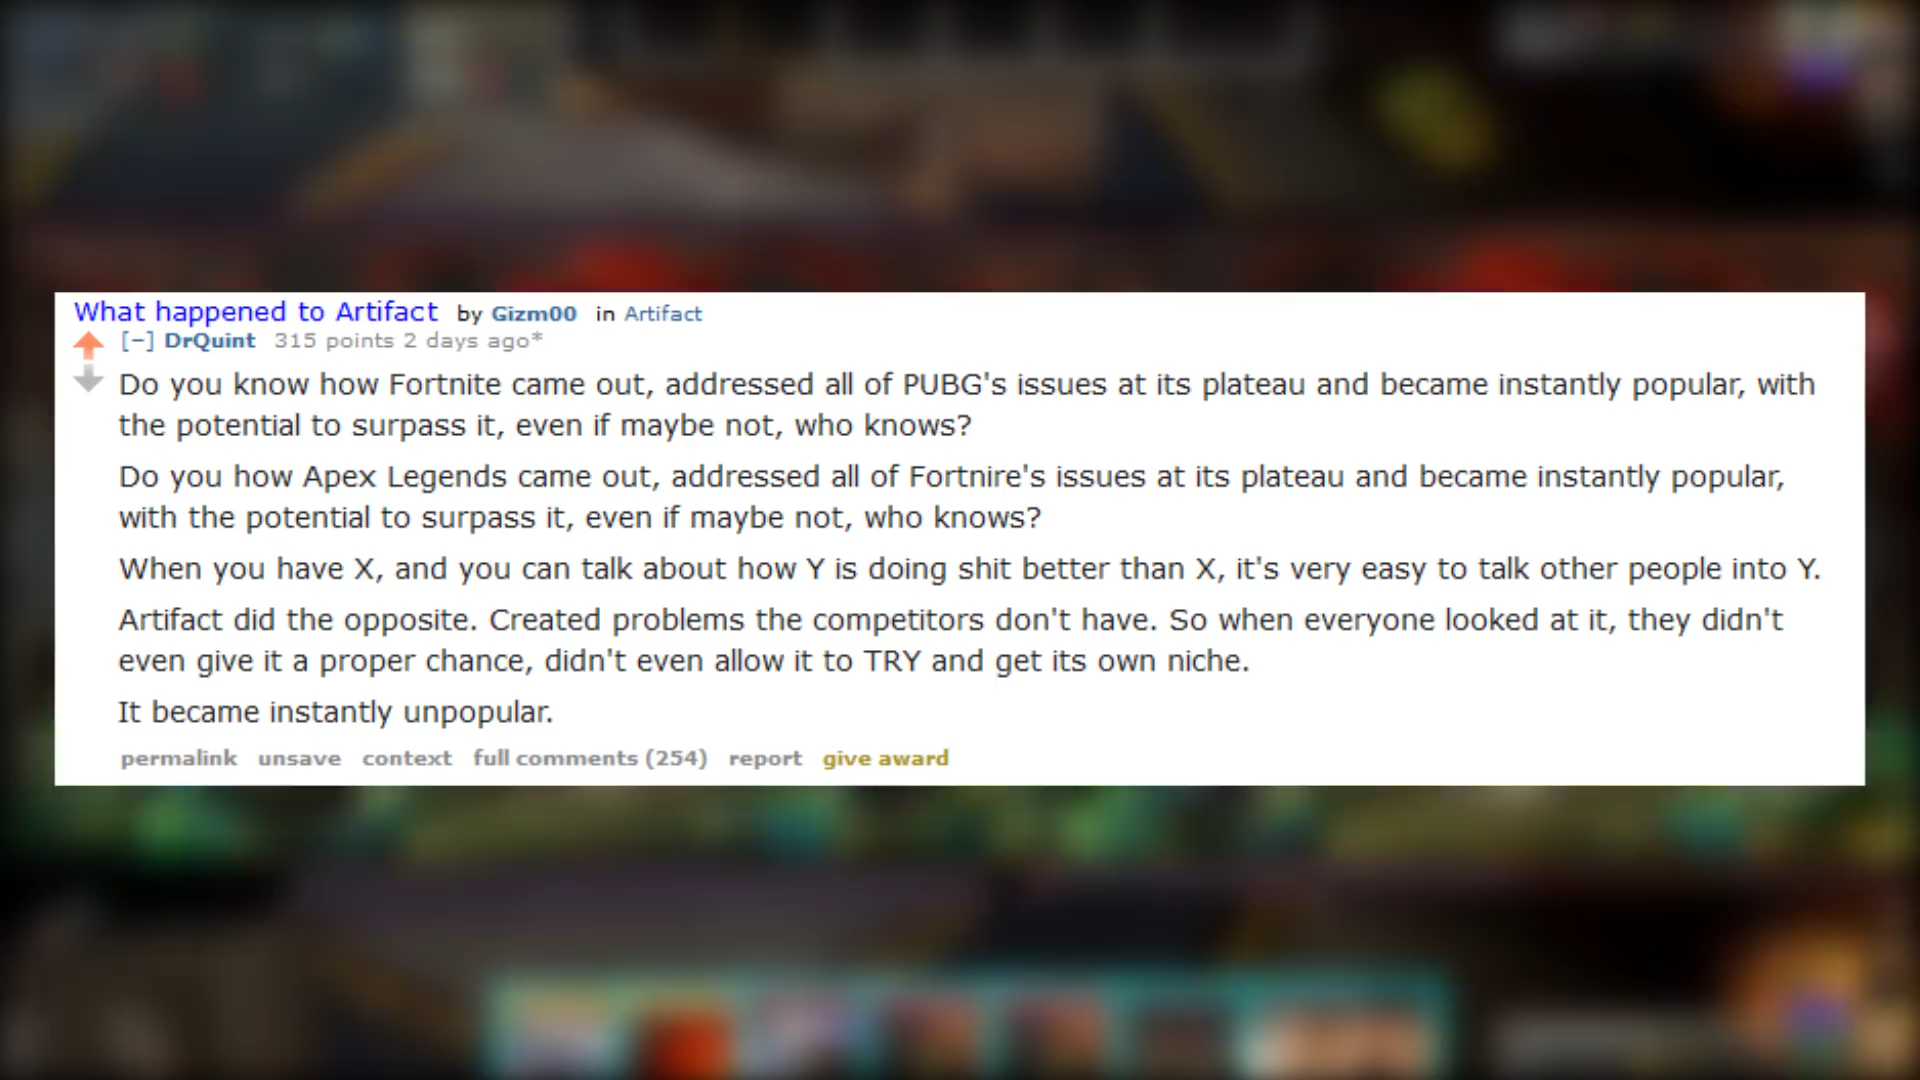 What happened to Artifact by Gizm00 in Artifact
[–] DrQuint 315 points 2 days ago*
Do you know how Fortnite came out, addressed all of PUBG's issues at its plateau and became instantly popular, with
the potential to surpass it, even if maybe not, who knows?
Do you how Apex Legends came out, addressed all of Fortnire's issues at its plateau and became instantly popular,
with the potential to surpass it, even if maybe not, who knows?
When you have X, and you can talk about how Y is doing shit better than X, it's very easy to talk other people into Y.
Artifact did the opposite. Created problems the competitors don't have. So when everyone looked at it, they didn't
even give it a proper chance, didn't even allow it to TRY and get its own niche.
It became instantly unpopular.
permalink unsave context full comments (254) report give award